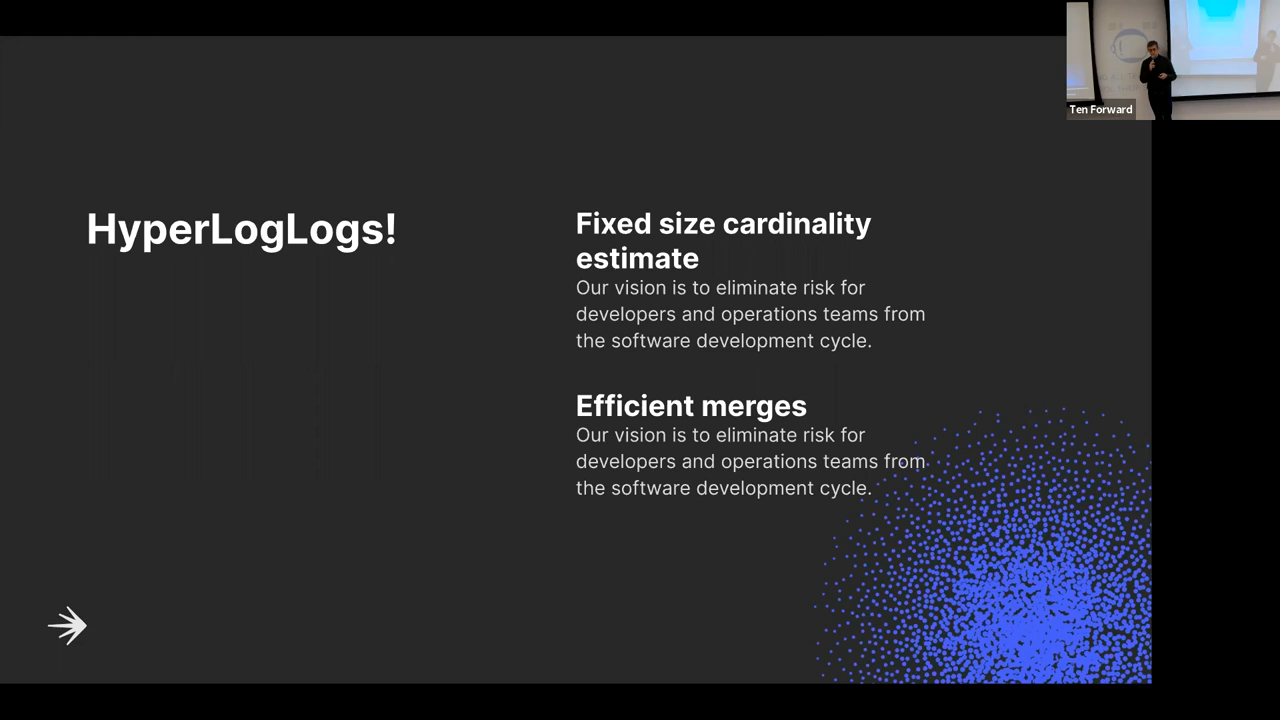 Ten Forward
HyperLogLogs!
Fixed size cardinality
estimate
Our vision is to eliminate risk for
developers and operations teams from
the software development cycle.
Efficient merges
Our vision is to eliminate risk for
developers and operations teams from
the software development cycle.